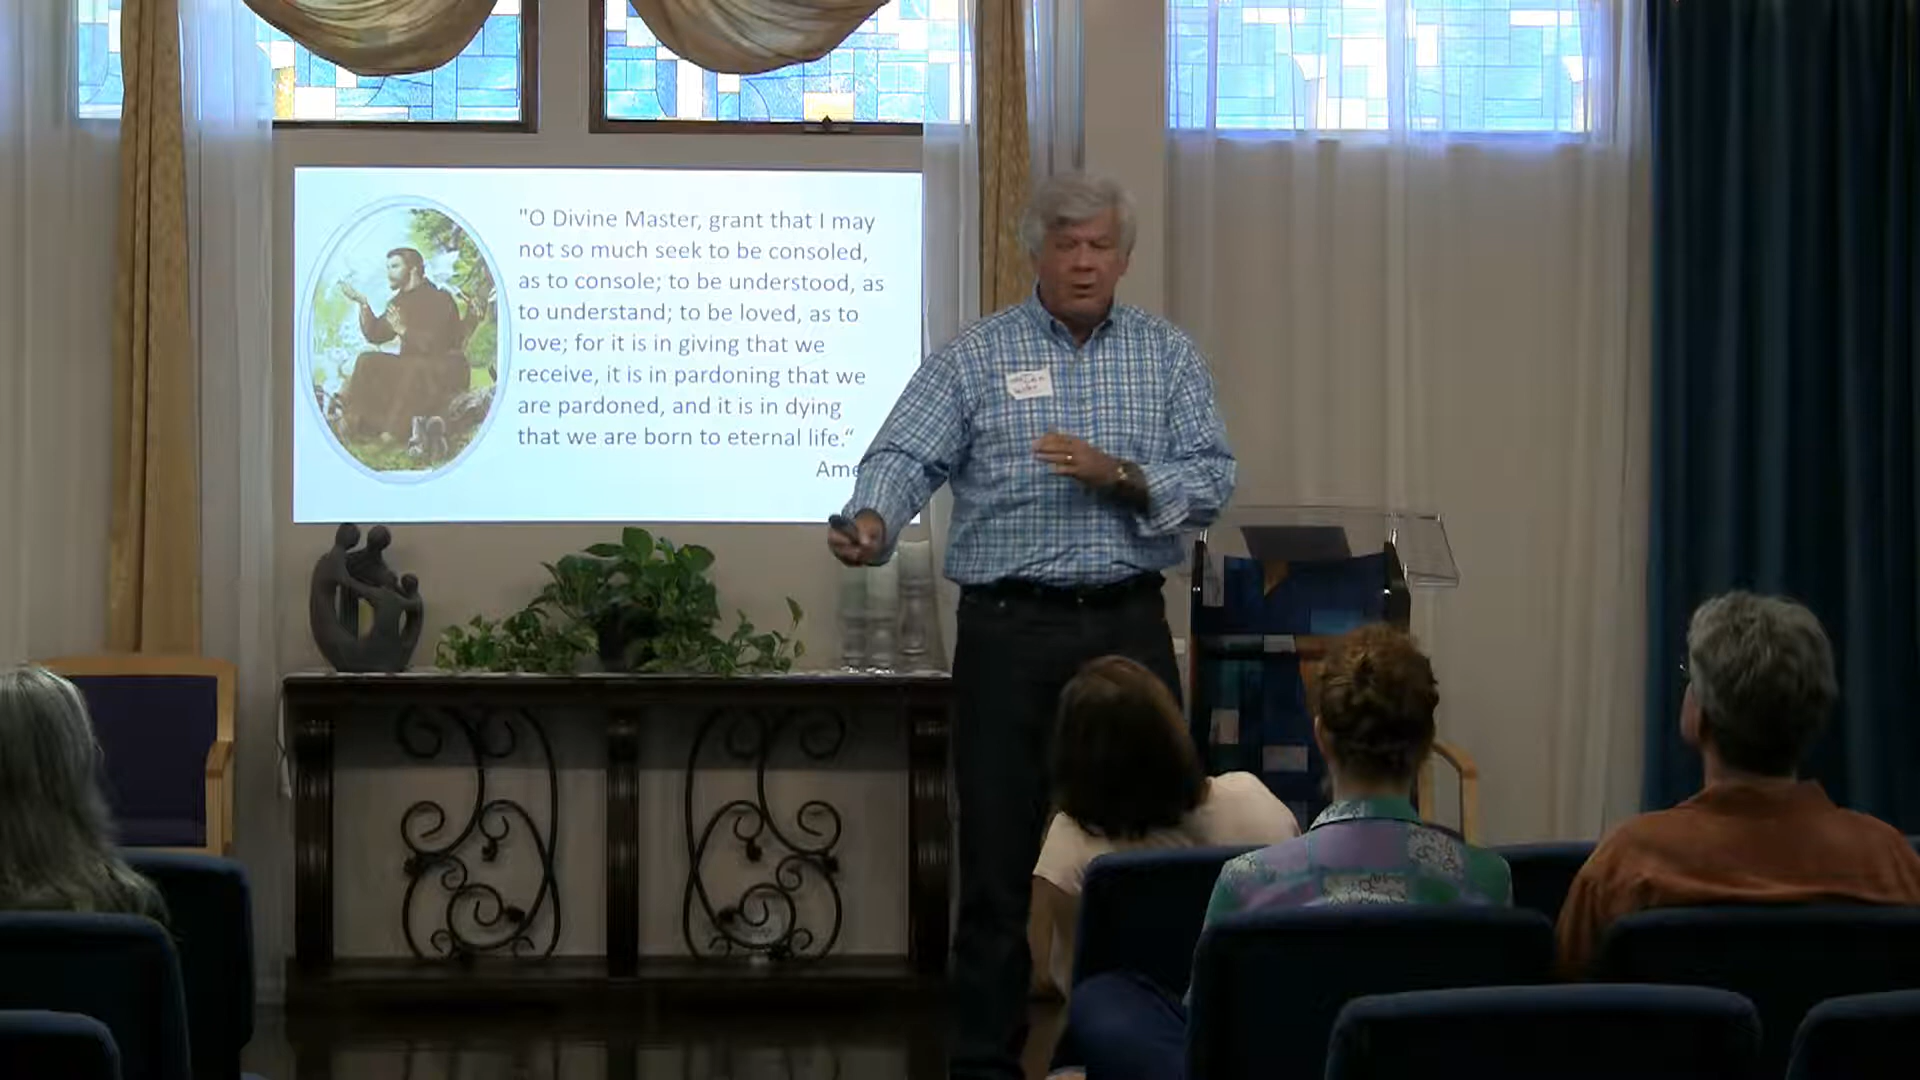 "O Divine Master, grant that I may
not so much seek to be consoled,
as to console; to be understood, as
to understand; to be loved, as to
love; for it is in giving that we
receive, it is in pardoning that we
are pardoned, and it is in dying
that we are born to eternal life.“
Ame